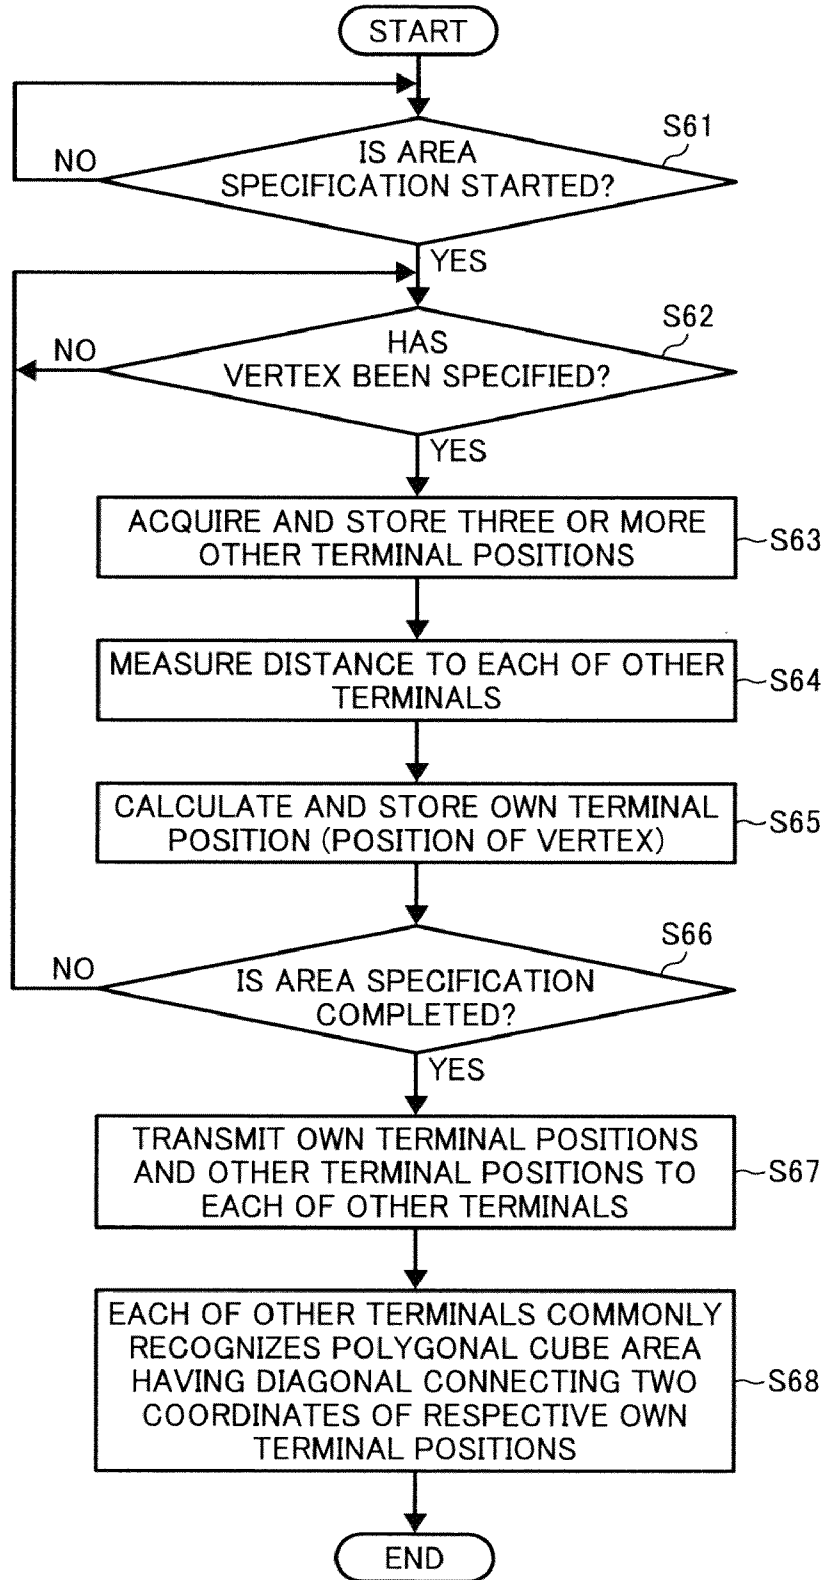 START
S61
IS AREA
NO
SPECIFICATION STARTED?
YES
S62
HAS
NO
VERTEX BEEN SPECIFIED?
YES
ACQUIRE AND STORE THREE OR MORE
OTHER TERMINAL POSITIONS
S63
MEASURE DISTANCE TO EACH OF OTHER
TERMINALS
S64
CALCULATE AND STORE OWN TERMINAL
POSITION (POSITION OF VERTEX)
S65
S66
NO
IS AREA SPECIFICATION
COMPLETED?
YES
TRANSMIT OWN TERMINAL POSITIONS
AND OTHER TERMINAL POSITIONS TO
EACH OF OTHER TERMINALS
S67
EACH OF OTHER TERMINALS COMMONLY
RECOGNIZES POLYGONAL CUBE AREA
HAVING DIAGONAL CONNECTING TWO
COORDINATES OF RESPECTIVE OWN
TERMINAL POSITIONS
S68
END